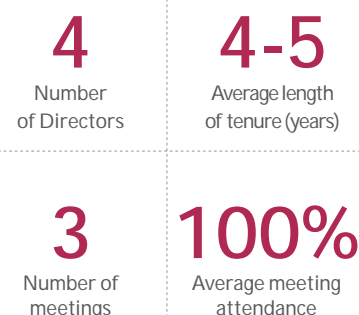 4
Number
of Directors
4-5
Average length
of tenure (years)
3
Number of
meetings
100%
Average meeting
attendance